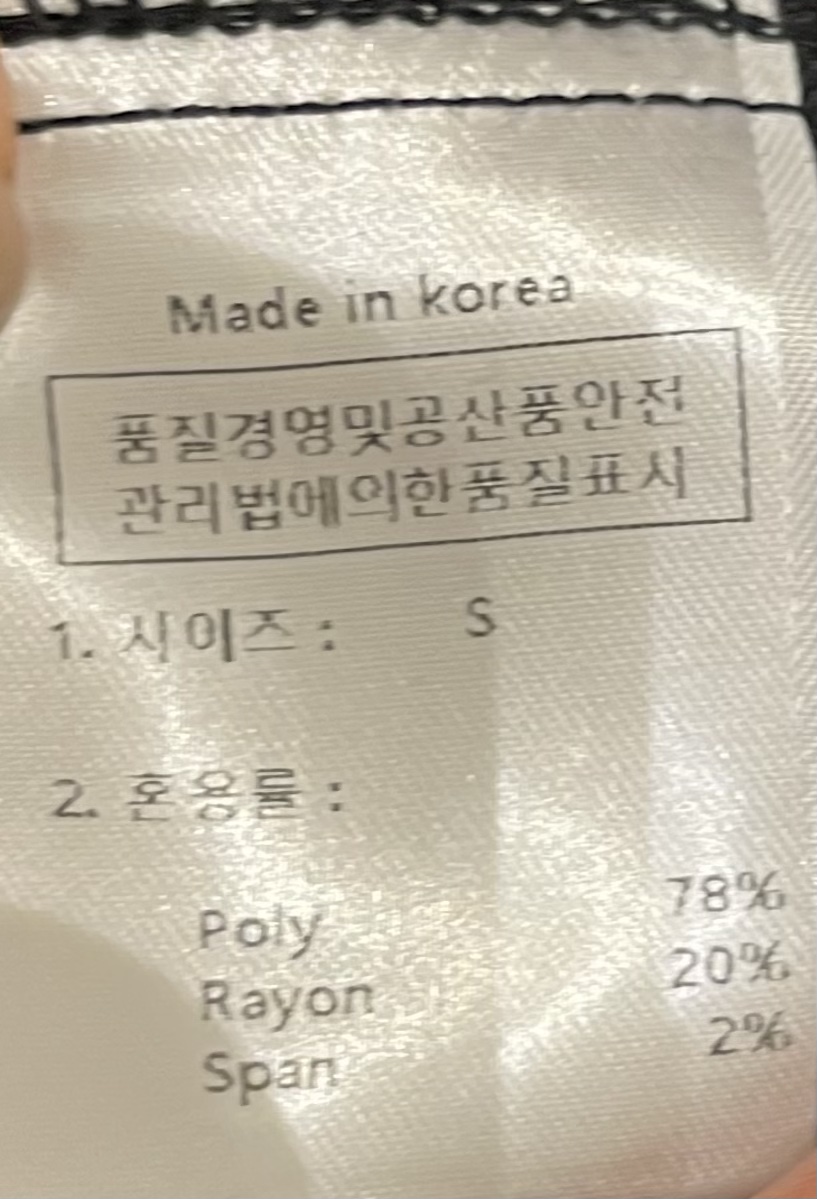 Made in korea
품질경영및공산품안전
관리법에의한품질표시
1. 사이즈 : S
2. 혼용률 :
Poly 78%
Rayon 20%
Span 2%